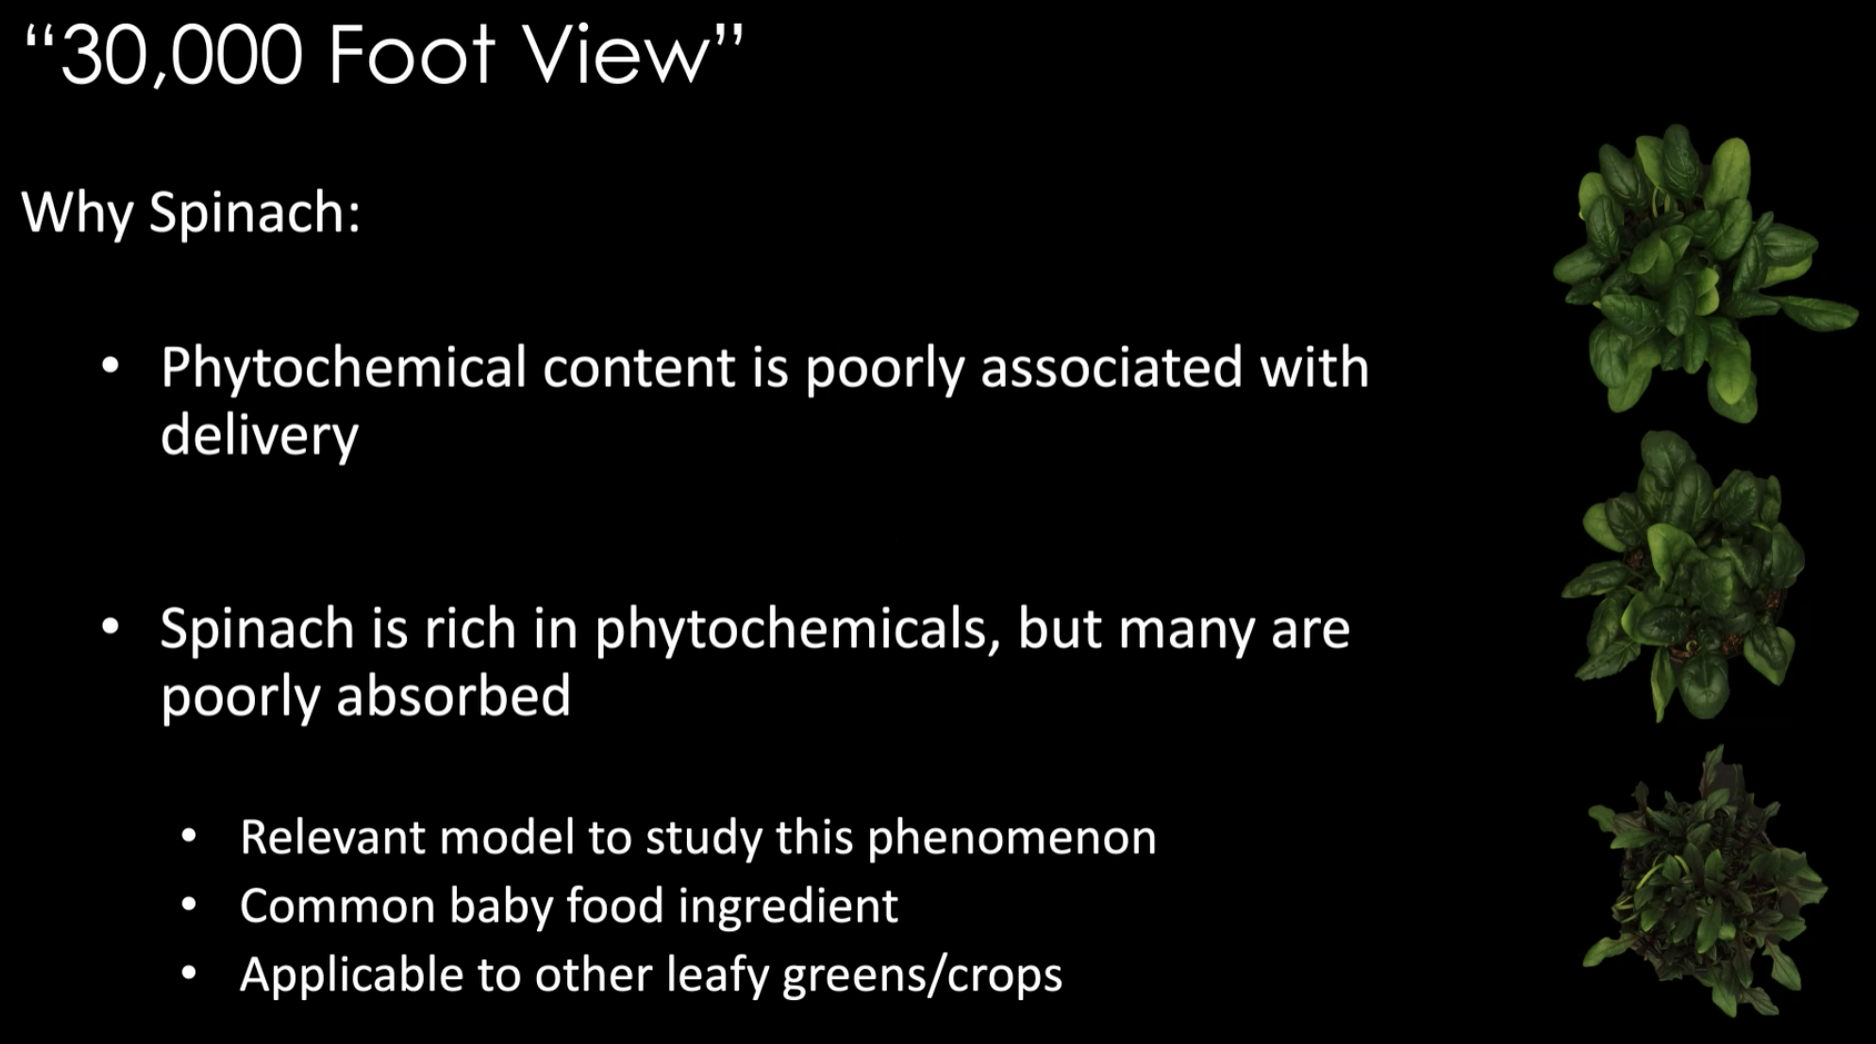 “30,000 Foot View”
Why Spinach:
• Phytochemical content is poorly associated with
delivery
• Spinach is rich in phytochemicals, but many are
poorly absorbed
• Relevant model to study this phenomenon
• Common baby food ingredient
• Applicable to other leafy greens/crops